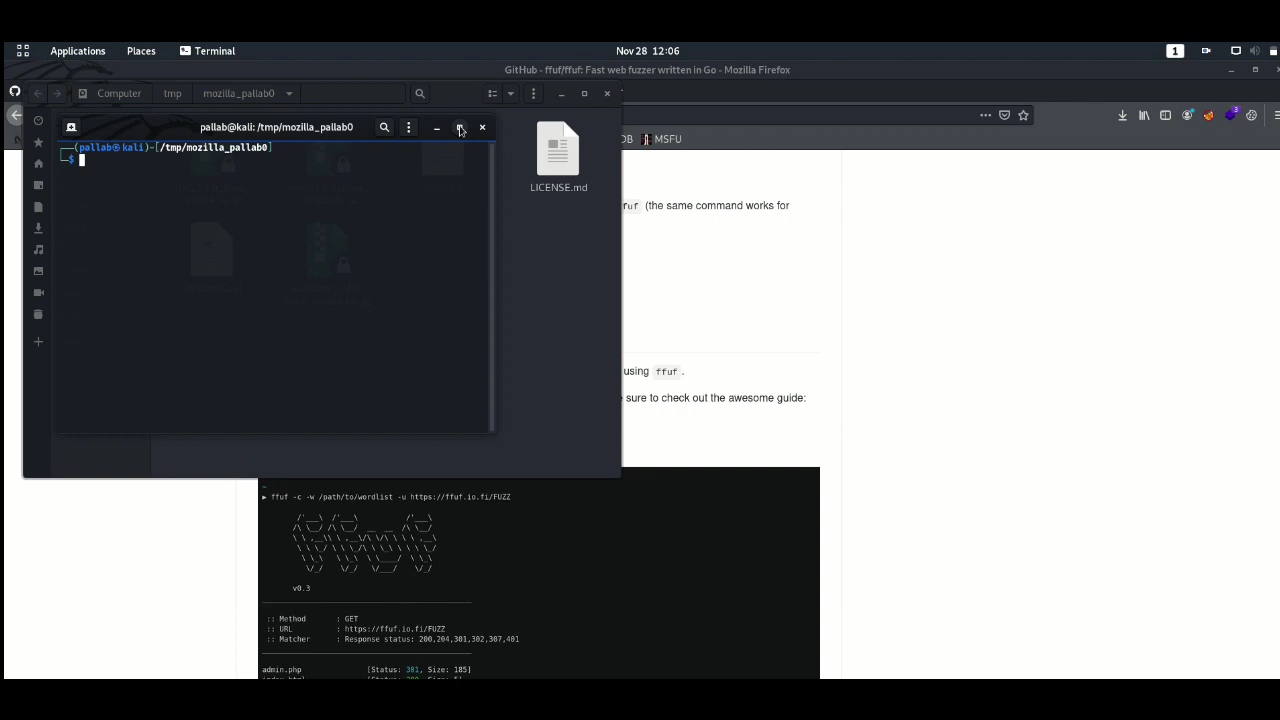 Applications Places Terminal Nov 28 12:06 1
GitHub - ffuf/ffuf: Fast web fuzzer written in Go - Mozilla Firefox
Computer tmp mozilla_pallab0
3
pallab@kali: /tmp/mozilla_pallab0
DB MSFU
┌──(pallab㉿kali)-[/tmp/mozilla_pallab0]
└─$
LICENSE.md
fuf (the same command works for
using ffuf.
sure to check out the awesome guide:
~
▶ ffuf -c -w /path/to/wordlist -u https://ffuf.io.fi/FUZZ
v0.3
:: Method : GET
:: URL : https://ffuf.io.fi/FUZZ
:: Matcher : Response status: 200,204,301,302,307,401
admin.php [Status: 301, Size: 185]